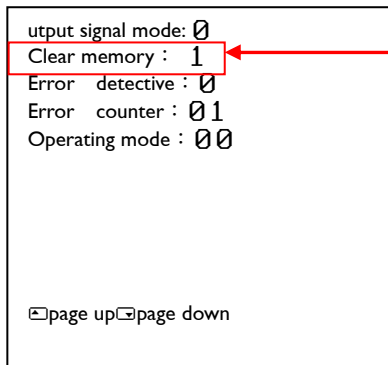 utput signal mode: 0
Clear memory： 1
Error detective：0
Error counter：01
Operating mode：00
page up page down